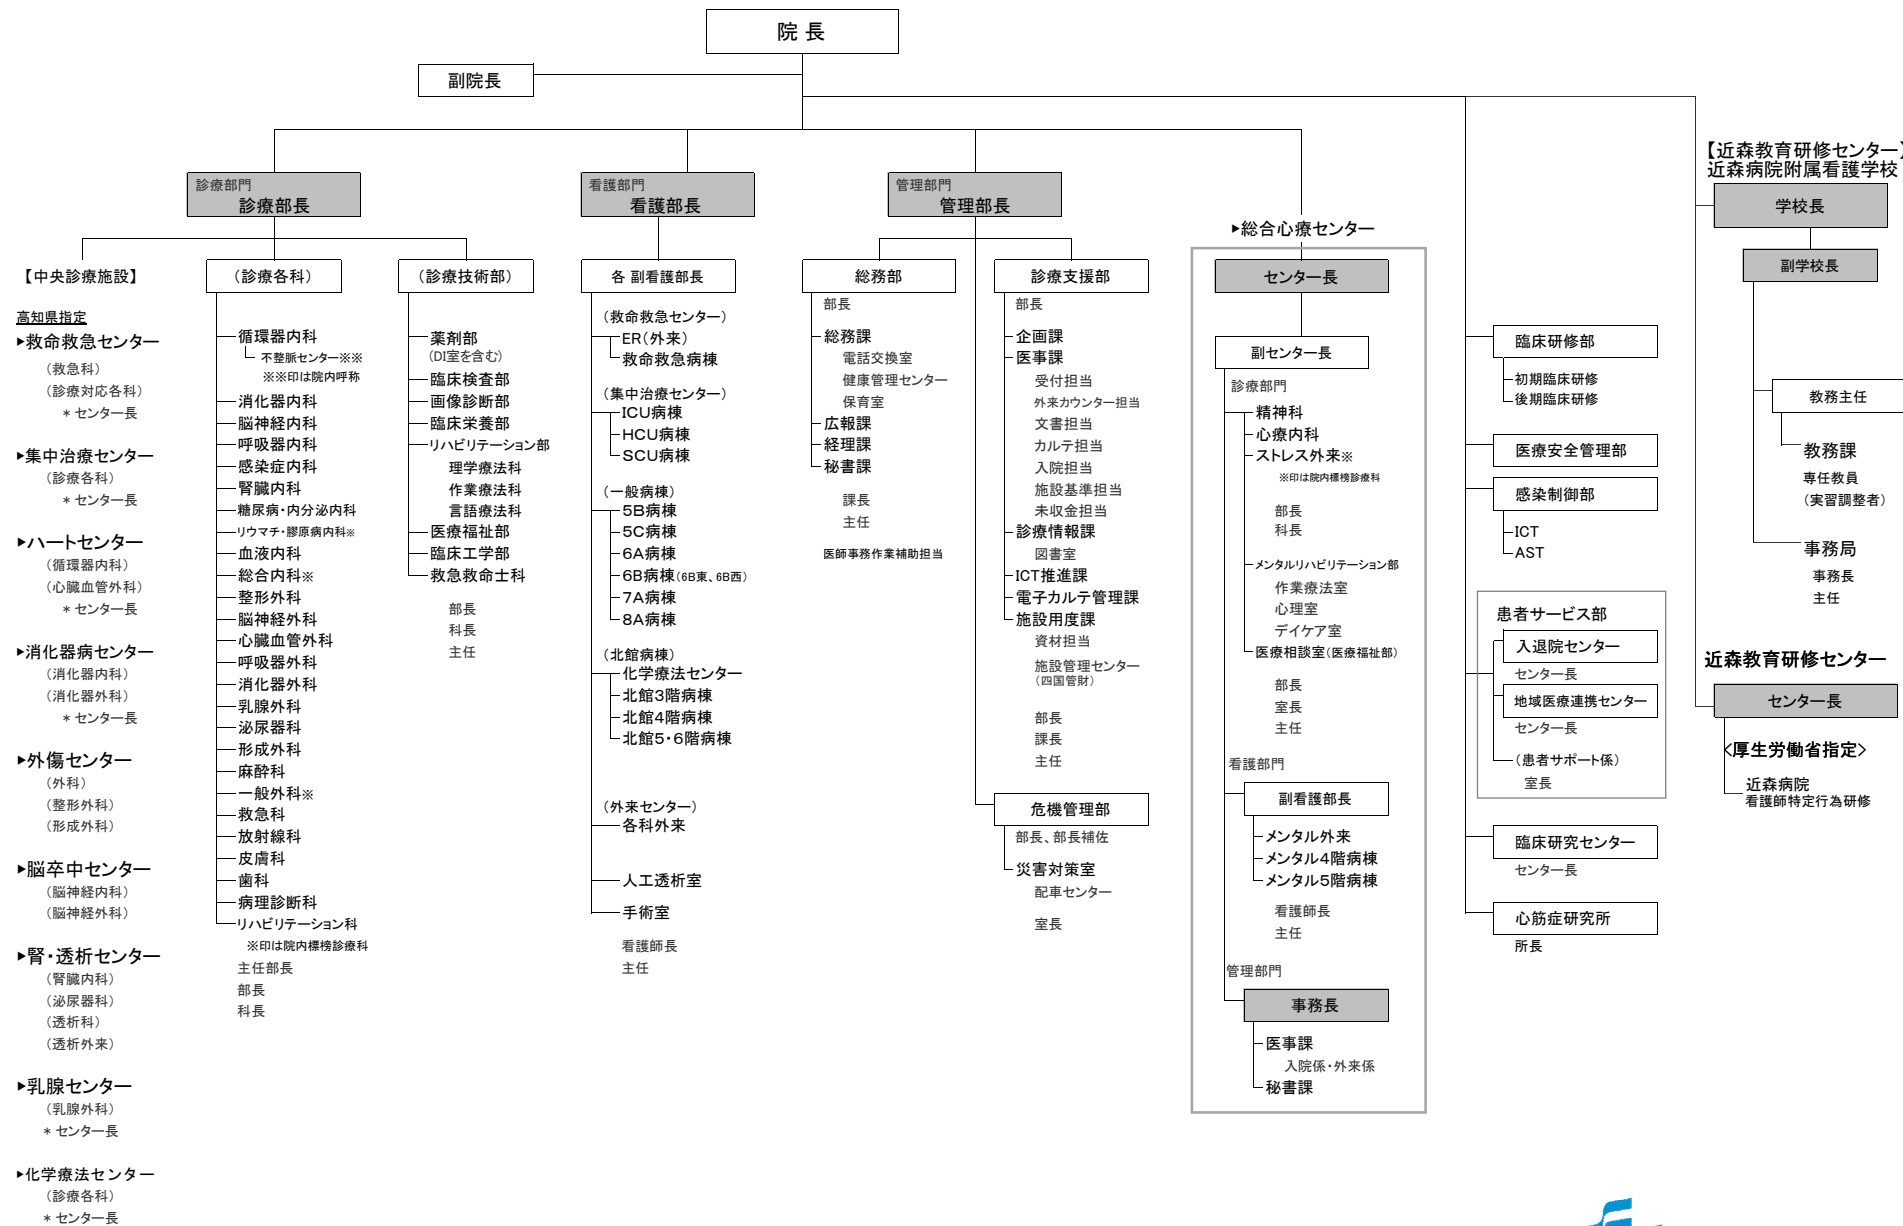 院 長
副院長
診療部門
診療部長
【中央診療施設】
高知県指定
▶救命救急センター
（救急科）
（診療対応各科）
＊センター長
▶集中治療センター
（診療各科）
＊センター長
▶ハートセンター
（循環器内科）
（心臓血管外科）
＊センター長
▶消化器病センター
（消化器内科）
（消化器外科）
＊センター長
▶外傷センター
（外科）
（整形外科）
（形成外科）
▶脳卒中センター
（脳神経内科）
（脳神経外科）
▶腎・透析センター
（腎臓内科）
（泌尿器科）
（透析科）
（透析外来）
▶乳腺センター
（乳腺外科）
＊センター長
▶化学療法センター
（診療各科）
＊センター長
（診療各科）
循環器内科
不整脈センター※※
※※印は院内呼称
消化器内科
脳神経内科
呼吸器内科
感染症内科
腎臓内科
糖尿病・内分泌内科
リウマチ・膠原病内科※
血液内科
総合内科※
整形外科
脳神経外科
心臓血管外科
呼吸器外科
消化器外科
乳腺外科
泌尿器科
形成外科
麻酔科
一般外科※
救急科
放射線科
皮膚科
歯科
病理診断科
リハビリテーション科
※印は院内標榜診療科
主任部長
部長
科長
（診療技術部）
薬剤部
（DI室を含む）
臨床検査部
画像診断部
臨床栄養部
リハビリテーション部
理学療法科
作業療法科
言語療法科
医療福祉部
臨床工学部
救急救命士科
部長
科長
主任
看護部門
看護部長
各 副看護部長
（救命救急センター）
ER（外来）
救命救急病棟
（集中治療センター）
ICU病棟
HCU病棟
SCU病棟
（一般病棟）
5B病棟
5C病棟
6A病棟
6B病棟（6B東、6B西）
7A病棟
8A病棟
（北館病棟）
化学療法センター
北館3階病棟
北館4階病棟
北館5・6階病棟
（外来センター）
各科外来
人工透析室
手術室
看護師長
主任
管理部門
管理部長
総務部
部長
総務課
電話交換室
健康管理センター
保育室
広報課
経理課
秘書課
課長
主任
医師事務作業補助担当
診療支援部
部長
企画課
医事課
受付担当
外来カウンター担当
文書担当
カルテ担当
入院担当
施設基準担当
未収金担当
診療情報課
図書室
ICT推進課
電子カルテ管理課
施設用度課
資材担当
施設管理センター
（四国管財）
部長
課長
主任
危機管理部
部長、部長補佐
災害対策室
配車センター
室長
▶総合心療センター
センター長
副センター長
診療部門
精神科
心療内科
ストレス外来※
※印は院内標榜診療科
部長
科長
メンタルリハビリテーション部
作業療法室
心理室
デイケア室
医療相談室（医療福祉部）
部長
室長
主任
看護部門
副看護部長
メンタル外来
メンタル4階病棟
メンタル5階病棟
看護師長
主任
管理部門
事務長
医事課
入院係・外来係
秘書課
臨床研修部
初期臨床研修
後期臨床研修
医療安全管理部
感染制御部
ICT
AST
患者サービス部
入退院センター
センター長
地域医療連携センター
センター長
（患者サポート係）
室長
臨床研究センター
センター長
心筋症研究所
所長
【近森教育研修センター】
近森病院附属看護学校
学校長
副学校長
教務主任
教務課
専任教員
（実習調整者）
事務局
事務長
主任
近森教育研修センター
センター長
<厚生労働省指定>
近森病院
看護師特定行為研修